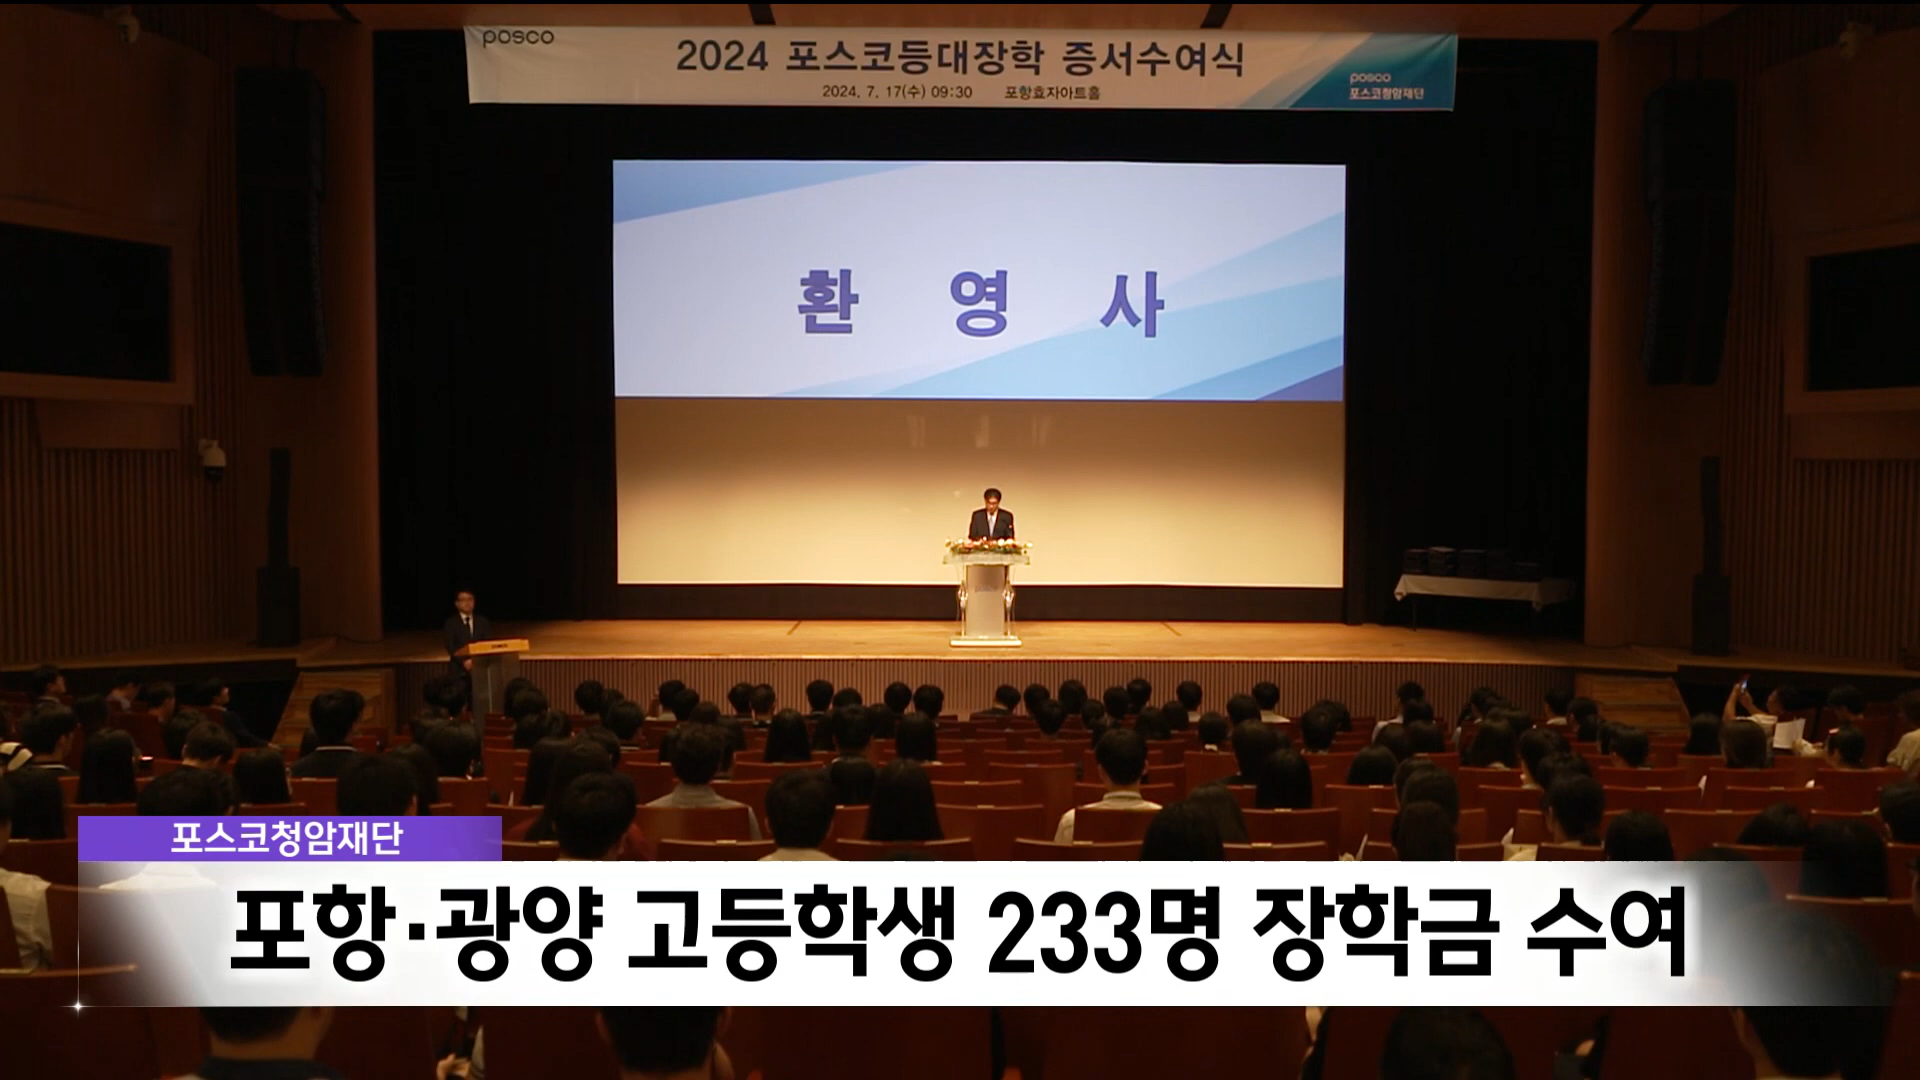 posco
2024 포스코등대장학 증서수여식
2024. 7. 17(수) 09:30 포항효자아트홀
posco
포스코청암재단
환 영 사
포스코청암재단
포항·광양 고등학생 233명 장학금 수여